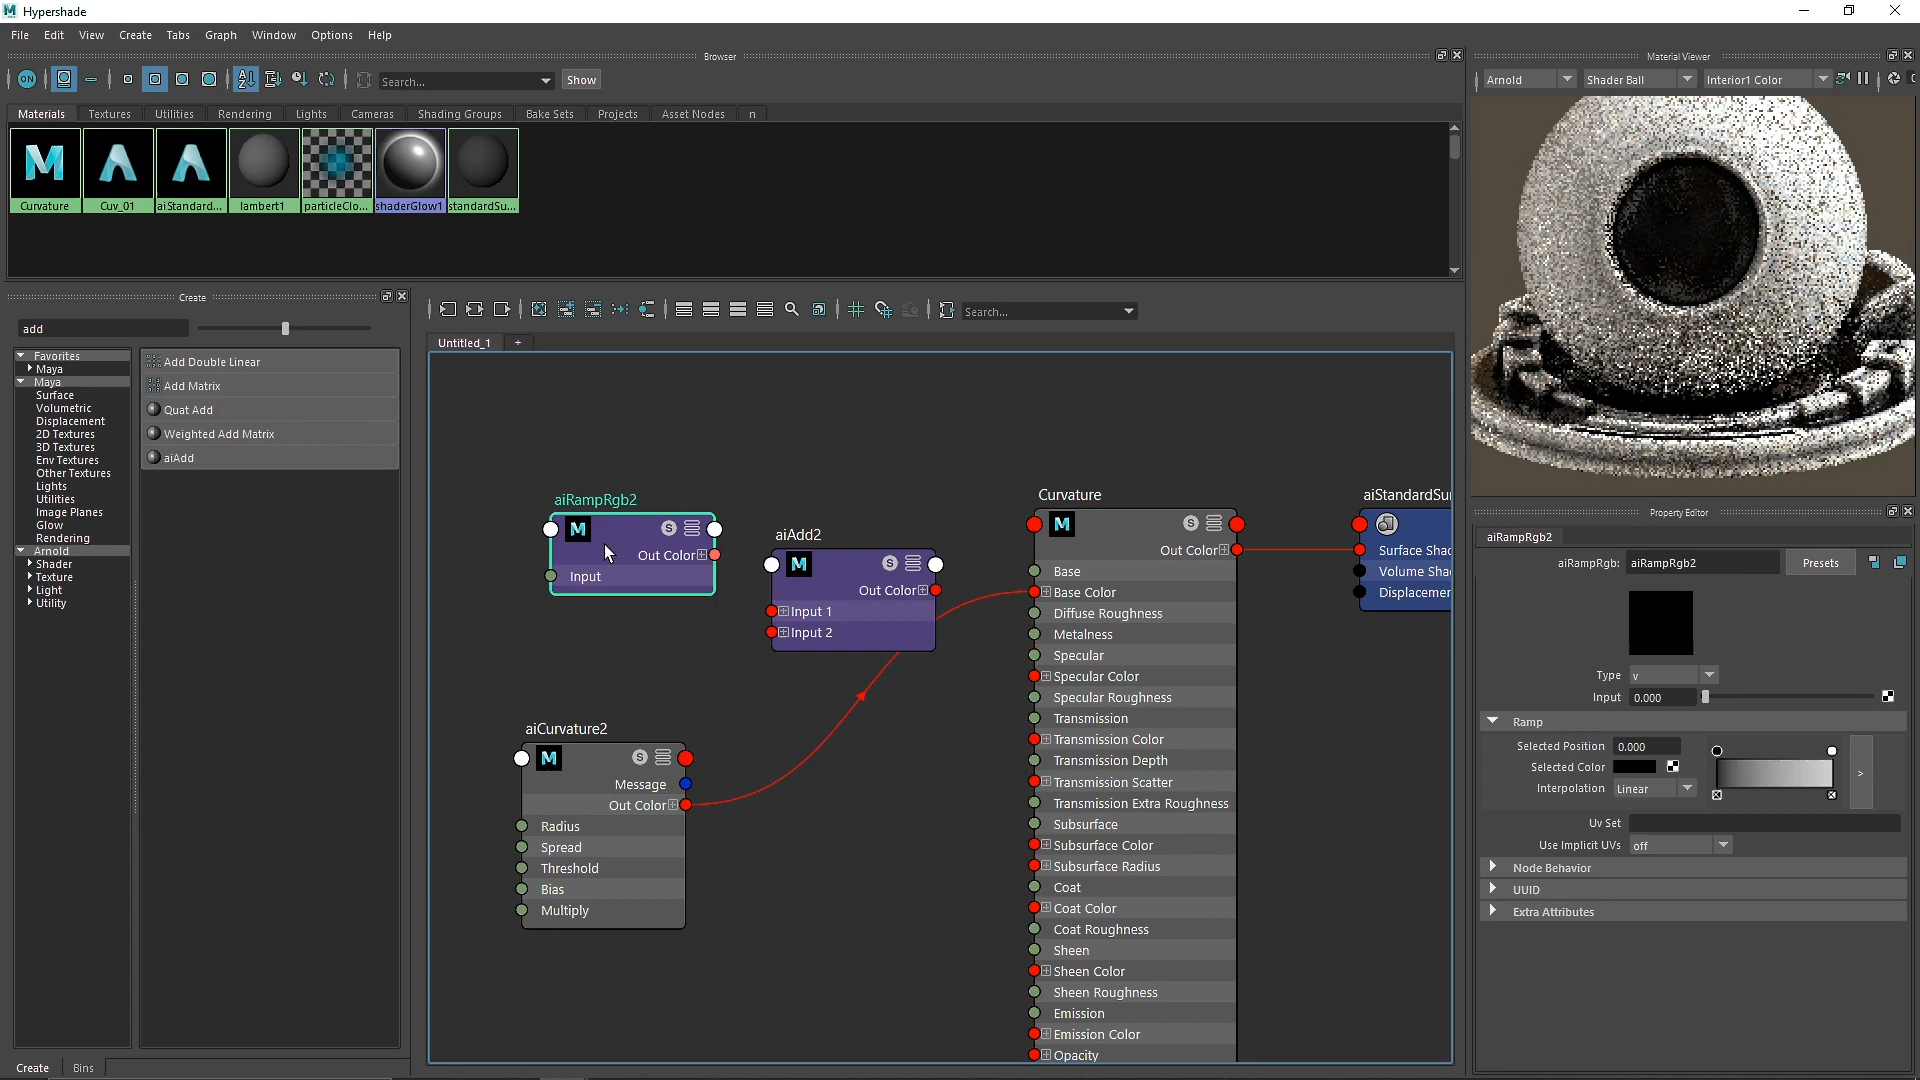 Hypershade
File Edit View Create Tabs Graph Window Options Help
Browser
ON
Search...
Show
Materials Textures Utilities Rendering Lights Cameras Shading Groups Bake Sets Projects Asset Nodes n
Curvature Cuv_01 aiStandard... lambert1 particleClo... shaderGlow1 standardSu...
Material Viewer
Arnold Shader Ball Interior1 Color
Create
add
Favorites
Maya
Maya
Surface
Volumetric
Displacement
2D Textures
3D Textures
Env Textures
Other Textures
Lights
Utilities
Image Planes
Glow
Rendering
Arnold
Shader
Texture
Light
Utility
Add Double Linear
Add Matrix
Quat Add
Weighted Add Matrix
aiAdd
Create Bins
Search...
Untitled_1 +
aiRampRgb2
M S
Out Color
Input
aiAdd2
M S
Out Color
Input 1
Input 2
aiCurvature2
M S
Message
Out Color
Radius
Spread
Threshold
Bias
Multiply
Curvature
M S
Out Color
Base
Base Color
Diffuse Roughness
Metalness
Specular
Specular Color
Specular Roughness
Transmission
Transmission Color
Transmission Depth
Transmission Scatter
Transmission Extra Roughness
Subsurface
Subsurface Color
Subsurface Radius
Coat
Coat Color
Coat Roughness
Sheen
Sheen Color
Sheen Roughness
Emission
Emission Color
Opacity
aiStandardSur
Surface Shac
Volume Sha
Displacemer
Property Editor
aiRampRgb2
aiRampRgb: aiRampRgb2 Presets
Type v
Input 0.000
Ramp
Selected Position 0.000
Selected Color
Interpolation Linear
>
Uv Set
Use Implicit UVs off
Node Behavior
UUID
Extra Attributes